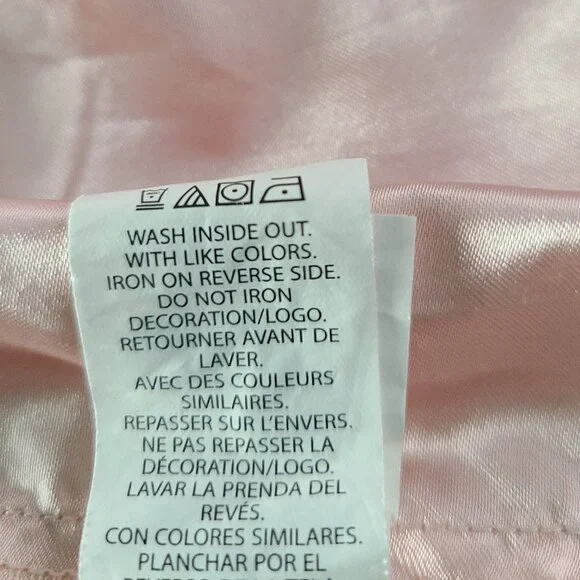 WASH INSIDE OUT.
WITH LIKE COLORS.
IRON ON REVERSE SIDE.
DO NOT IRON
DECORATION/LOGO.
RETOURNER AVANT DE
LAVER.
AVEC DES COULEURS
SIMILAIRES.
REPASSER SUR L'ENVERS.
NE PAS REPASSER LA
DÉCORATION/LOGO.
LAVAR LA PRENDA DEL
REVÉS.
CON COLORES SIMILARES.
PLANCHAR POR EL